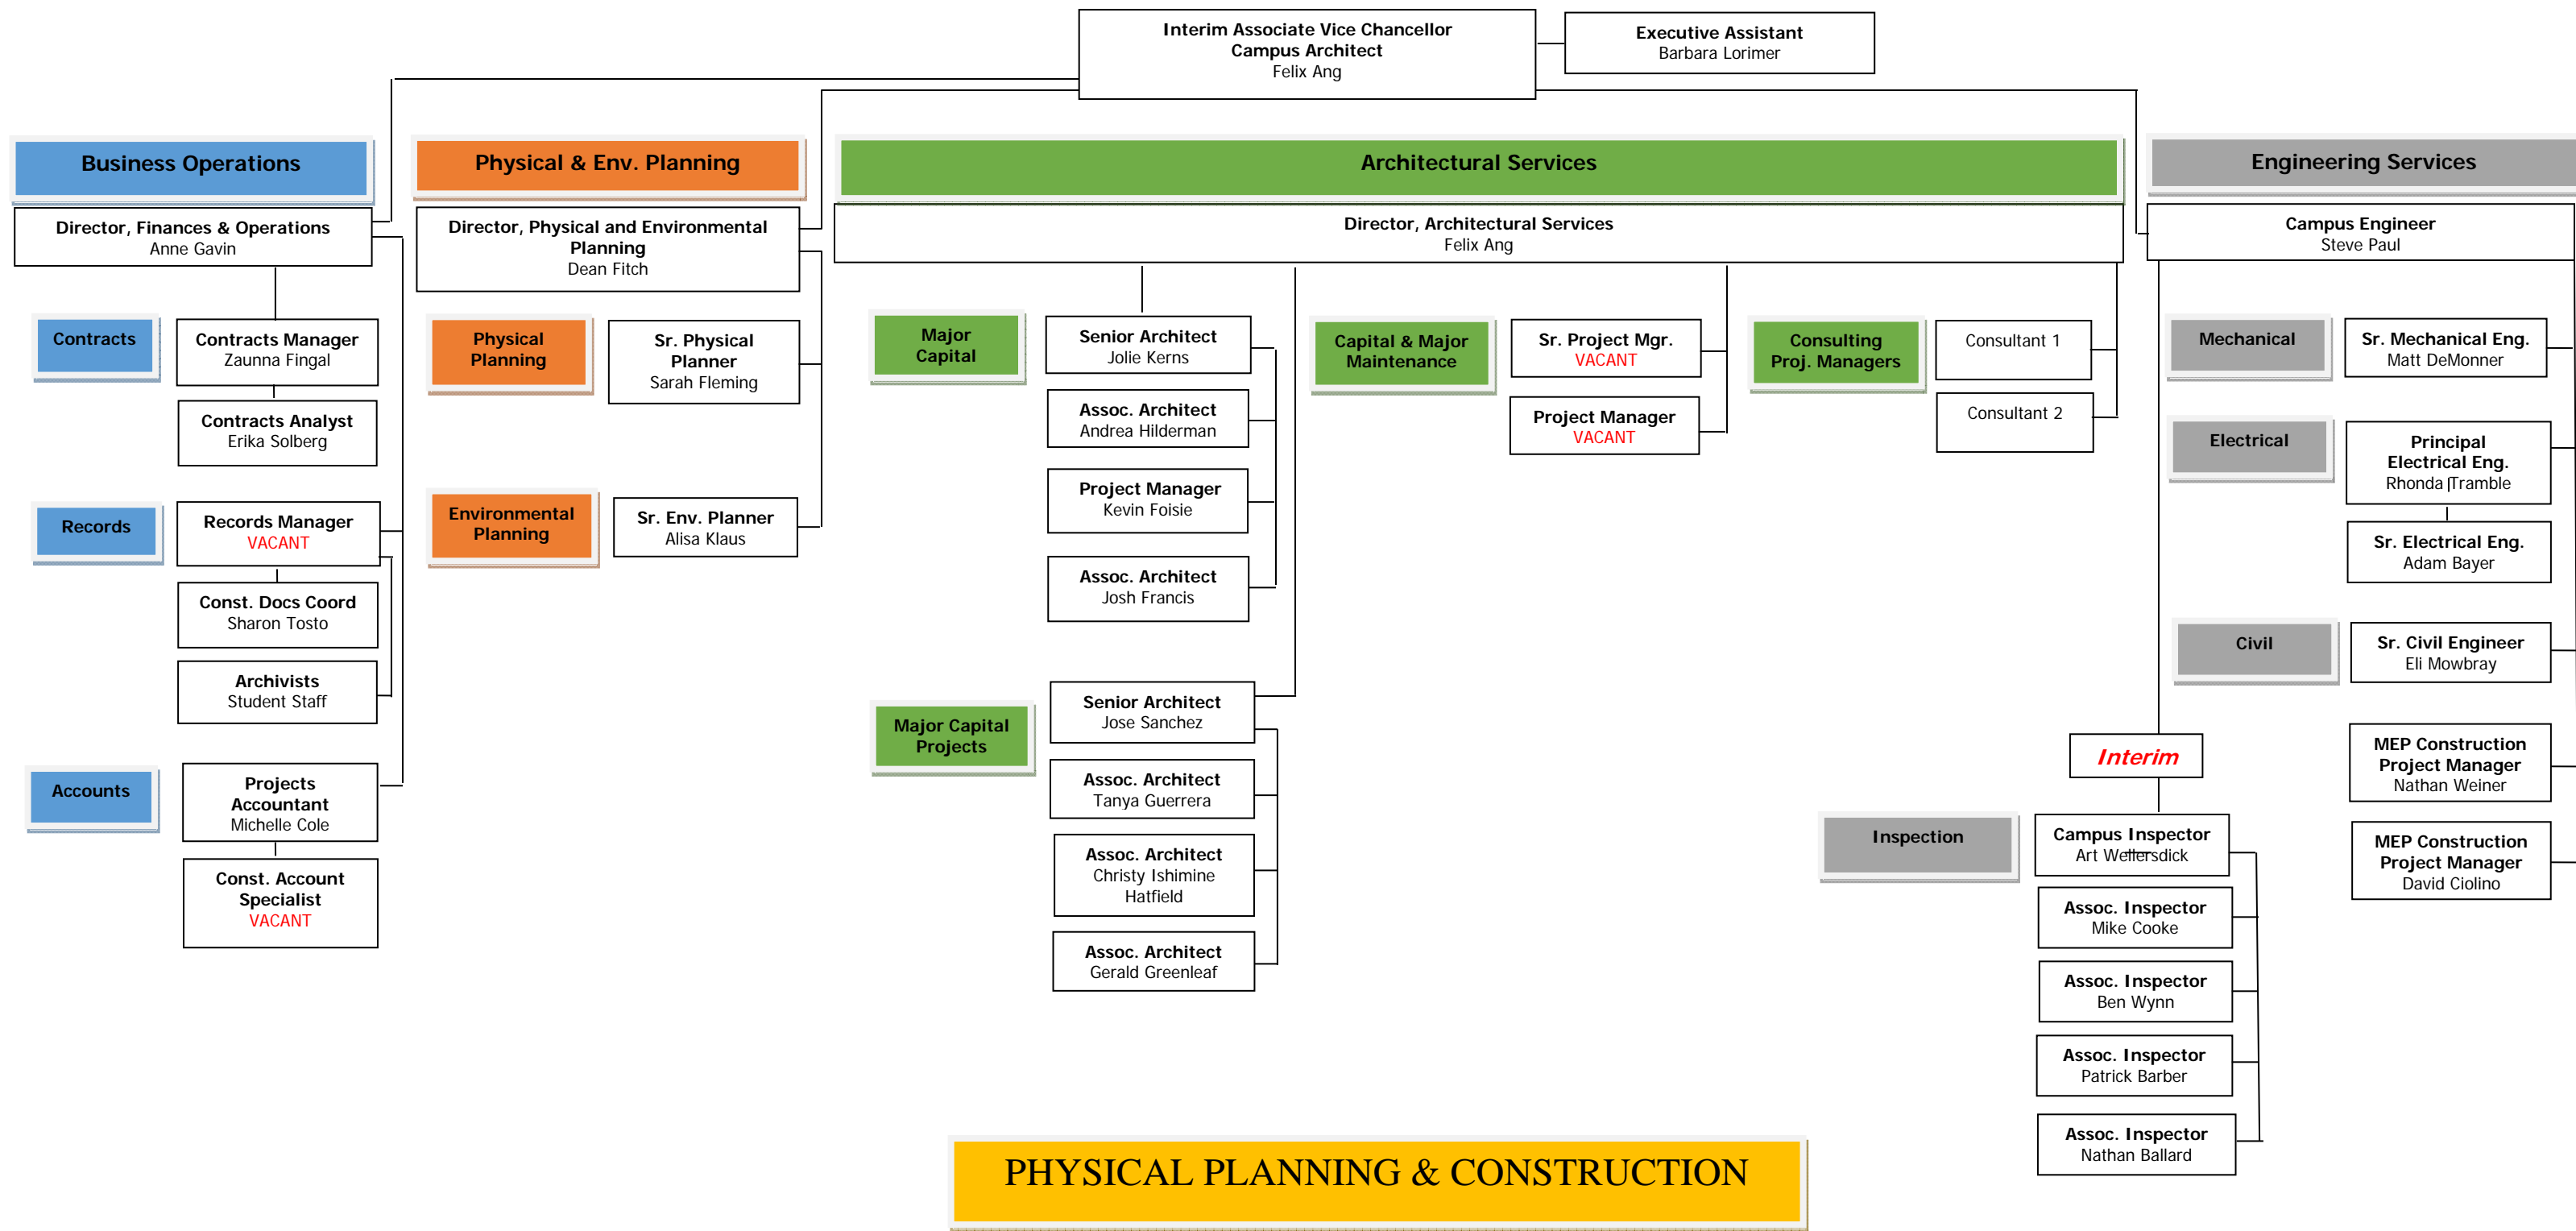 Interim Associate Vice Chancellor
Campus Architect
Felix Ang
Executive Assistant
Barbara Lorimer
Business Operations
Director, Finances & Operations
Anne Gavin
Contracts
Contracts Manager
Zaunna Fingal
Contracts Analyst
Erika Solberg
Records
Records Manager
VACANT
Const. Docs Coord
Sharon Tosto
Archivists
Student Staff
Accounts
Projects
Accountant
Michelle Cole
Const. Account
Specialist
VACANT
Physical & Env. Planning
Director, Physical and Environmental
Planning
Dean Fitch
Physical
Planning
Sr. Physical
Planner
Sarah Fleming
Environmental
Planning
Sr. Env. Planner
Alisa Klaus
Architectural Services
Director, Architectural Services
Felix Ang
Major
Capital
Senior Architect
Jolie Kerns
Assoc. Architect
Andrea Hilderman
Project Manager
Kevin Foisie
Assoc. Architect
Josh Francis
Major Capital
Projects
Senior Architect
Jose Sanchez
Assoc. Architect
Tanya Guerrera
Assoc. Architect
Christy Ishimine
Hatfield
Assoc. Architect
Gerald Greenleaf
Capital & Major
Maintenance
Sr. Project Mgr.
VACANT
Project Manager
VACANT
Consulting
Proj. Managers
Consultant 1
Consultant 2
Engineering Services
Campus Engineer
Steve Paul
Mechanical
Sr. Mechanical Eng.
Matt DeMonner
Electrical
Principal
Electrical Eng.
Rhonda Tramble
Sr. Electrical Eng.
Adam Bayer
Civil
Sr. Civil Engineer
Eli Mowbray
MEP Construction
Project Manager
Nathan Weiner
MEP Construction
Project Manager
David Ciolino
Interim
Inspection
Campus Inspector
Art Wellersdick
Assoc. Inspector
Mike Cooke
Assoc. Inspector
Ben Wynn
Assoc. Inspector
Patrick Barber
Assoc. Inspector
Nathan Ballard
PHYSICAL PLANNING & CONSTRUCTION